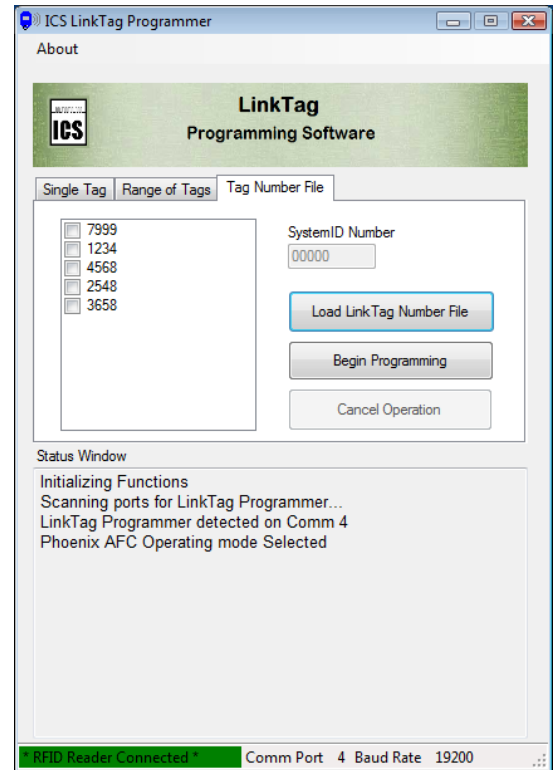 ICS LinkTag Programmer
About
ICS
LinkTag
Programming Software
Single Tag Range of Tags Tag Number File
7999
1234
4568
2548
3658
SystemID Number
00000
Load LinkTag Number File
Begin Programming
Cancel Operation
Status Window
Initializing Functions
Scanning ports for LinkTag Programmer...
LinkTag Programmer detected on Comm 4
Phoenix AFC Operating mode Selected
* RFID Reader Connected * Comm Port 4 Baud Rate 19200